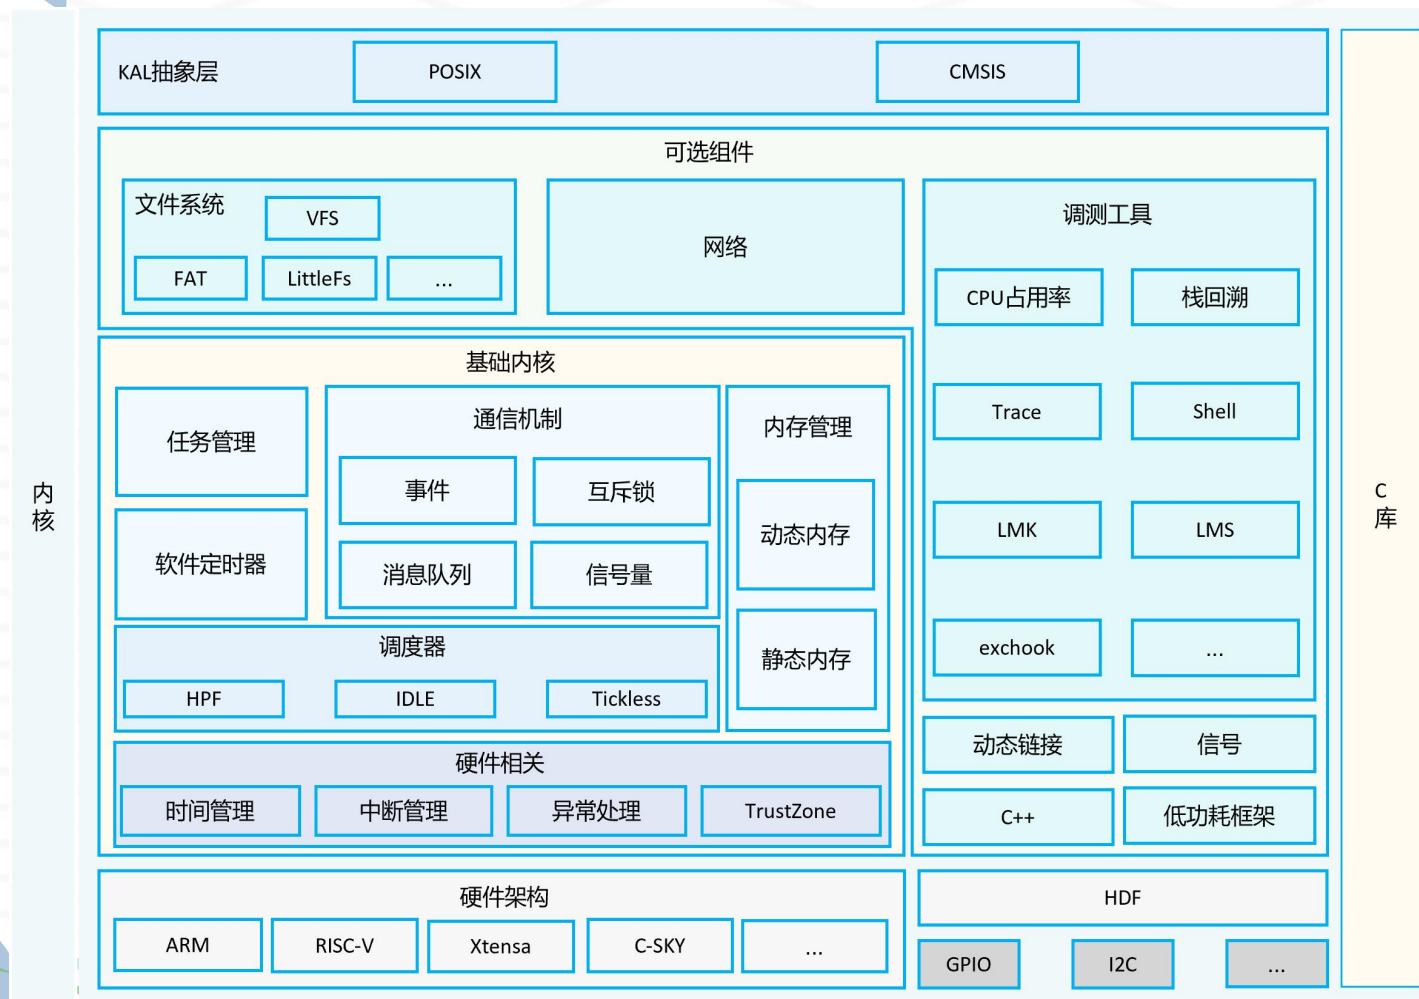 KAL抽象层
POSIX
CMSIS
可选组件
文件系统
VFS
FAT
LittleFs
...
网络
调测工具
CPU占用率
栈回溯
Trace
Shell
LMK
LMS
exchook
...
动态链接
信号
C++
低功耗框架
基础内核
任务管理
软件定时器
通信机制
事件
互斥锁
消息队列
信号量
内存管理
动态内存
静态内存
调度器
HPF
IDLE
Tickless
硬件相关
时间管理
中断管理
异常处理
TrustZone
硬件架构
ARM
RISC-V
Xtensa
C-SKY
...
HDF
GPIO
I2C
...
内
核
C
库